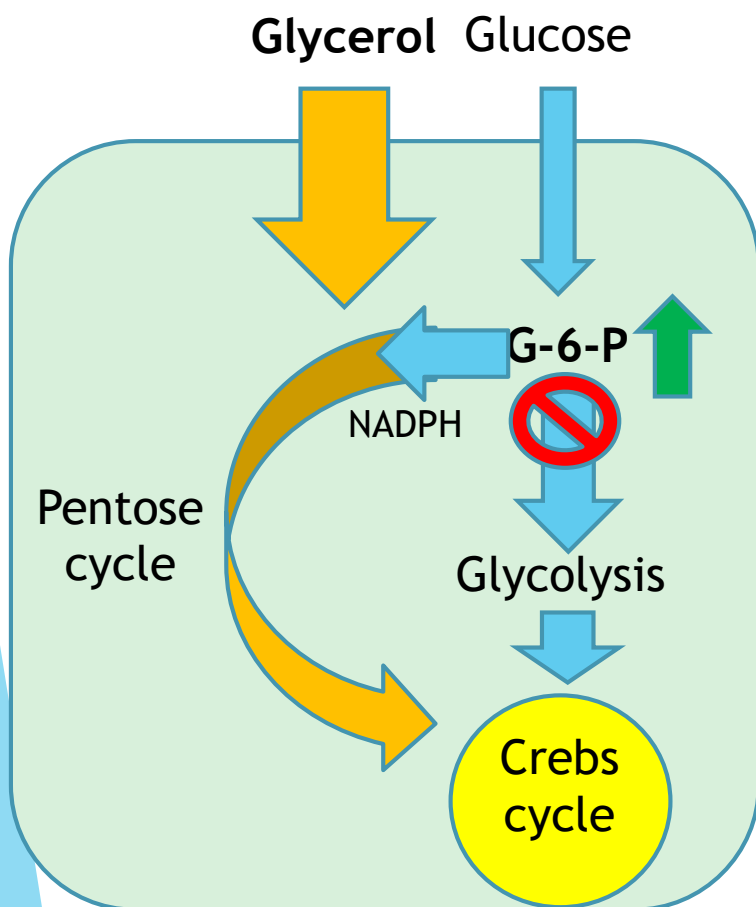 Glycerol Glucose
G-6-P
NADPH
Pentose
cycle
Glycolysis
Crebs
cycle